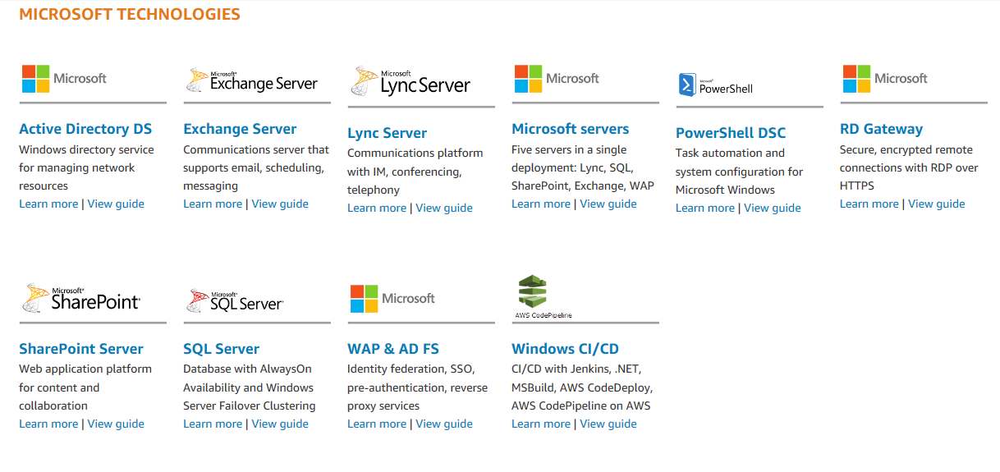 MICROSOFT TECHNOLOGIES
Microsoft
Active Directory DS
Windows directory service
for managing network
resources
Learn more | View guide
Microsoft®
Exchange Server
Exchange Server
Communications server that
supports email, scheduling,
messaging
Learn more | View guide
Microsoft
Lync Server
Lync Server
Communications platform
with IM, conferencing,
telephony
Learn more | View guide
Microsoft
Microsoft servers
Five servers in a single
deployment: Lync, SQL,
SharePoint, Exchange, WAP
Learn more | View guide
Microsoft®
PowerShell
PowerShell DSC
Task automation and
system configuration for
Microsoft Windows
Learn more | View guide
Microsoft
RD Gateway
Secure, encrypted remote
connections with RDP over
HTTPS
Learn more | View guide
Microsoft®
SharePoint
SharePoint Server
Web application platform
for content and
collaboration
Learn more | View guide
Microsoft®
SQL Server
SQL Server
Database with AlwaysOn
Availability and Windows
Server Failover Clustering
Learn more | View guide
Microsoft
WAP & AD FS
Identity federation, SSO,
pre-authentication, reverse
proxy services
Learn more | View guide
AWS CodePipeline
Windows CI/CD
CI/CD with Jenkins, .NET,
MSBuild, AWS CodeDeploy,
AWS CodePipeline on AWS
Learn more | View guide